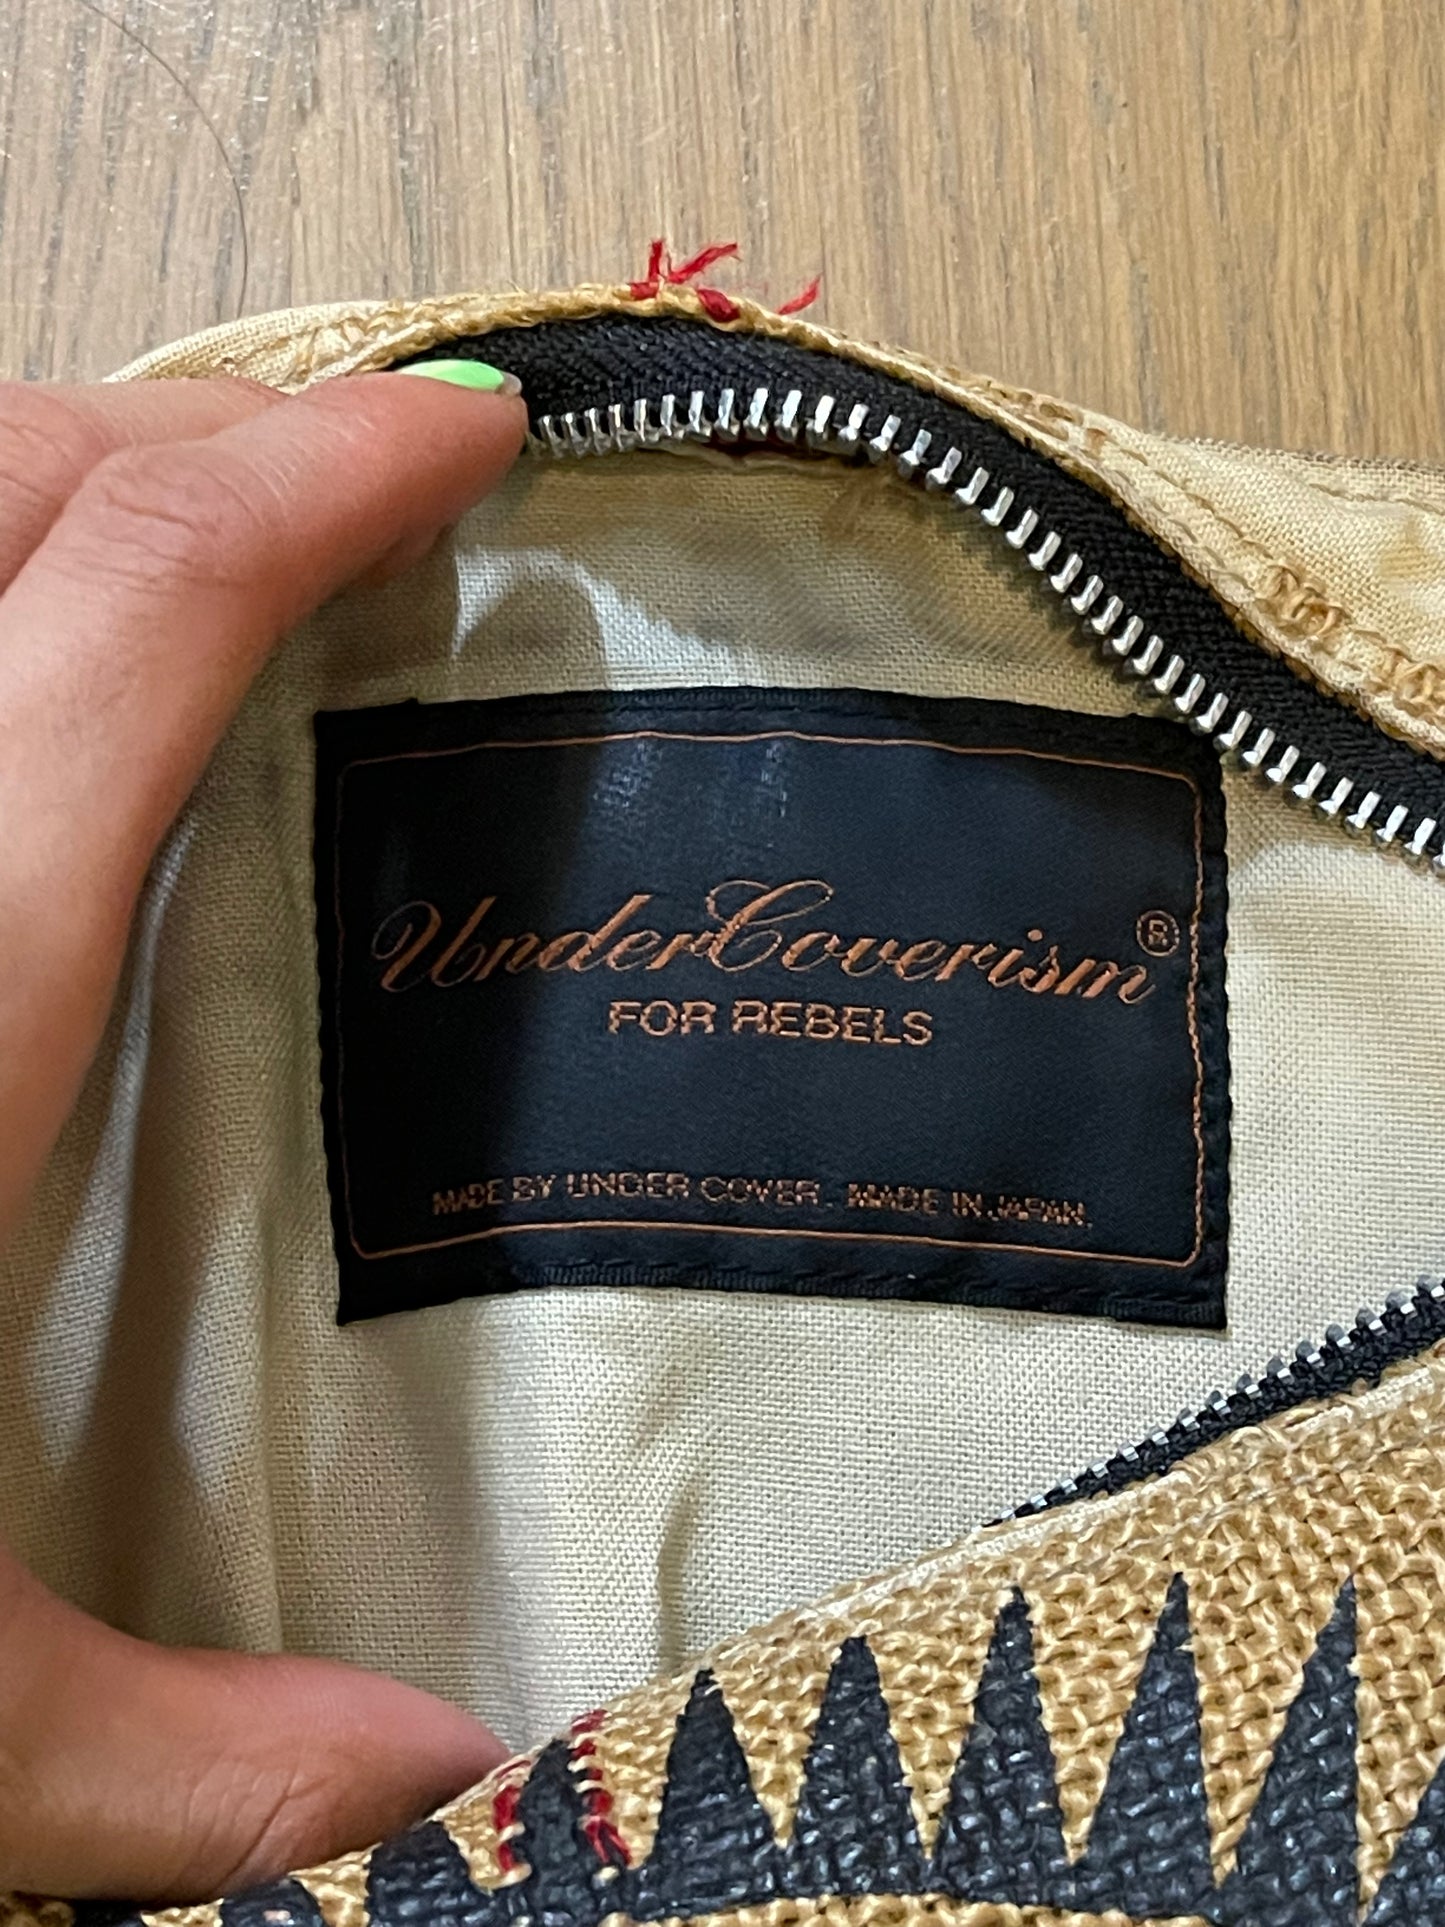 UnderCoverism®
FOR REBELS
MADE BY UNDER COVER. MADE IN JAPAN.